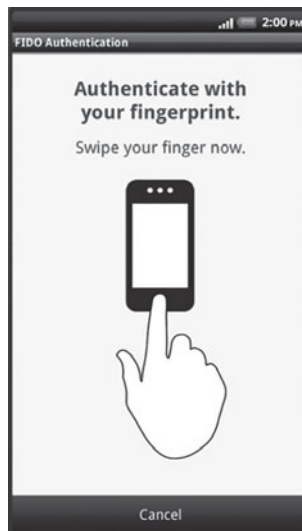 2:00 PM
FIDO Authentication
Authenticate with
your fingerprint.
Swipe your finger now.
Cancel